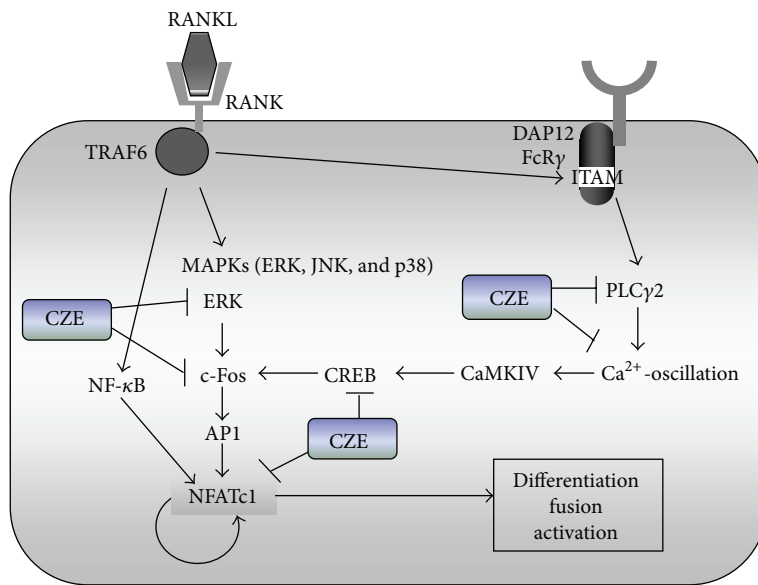 RANKL
RANK
TRAF6
DAP12
FcRγ
ITAM
MAPKs (ERK, JNK, and p38)
CZE
ERK
CZE
PLCγ2
NF-κB
c-Fos
CREB
CaMKIV
Ca²⁺-oscillation
AP1
CZE
NFATc1
Differentiation
fusion
activation